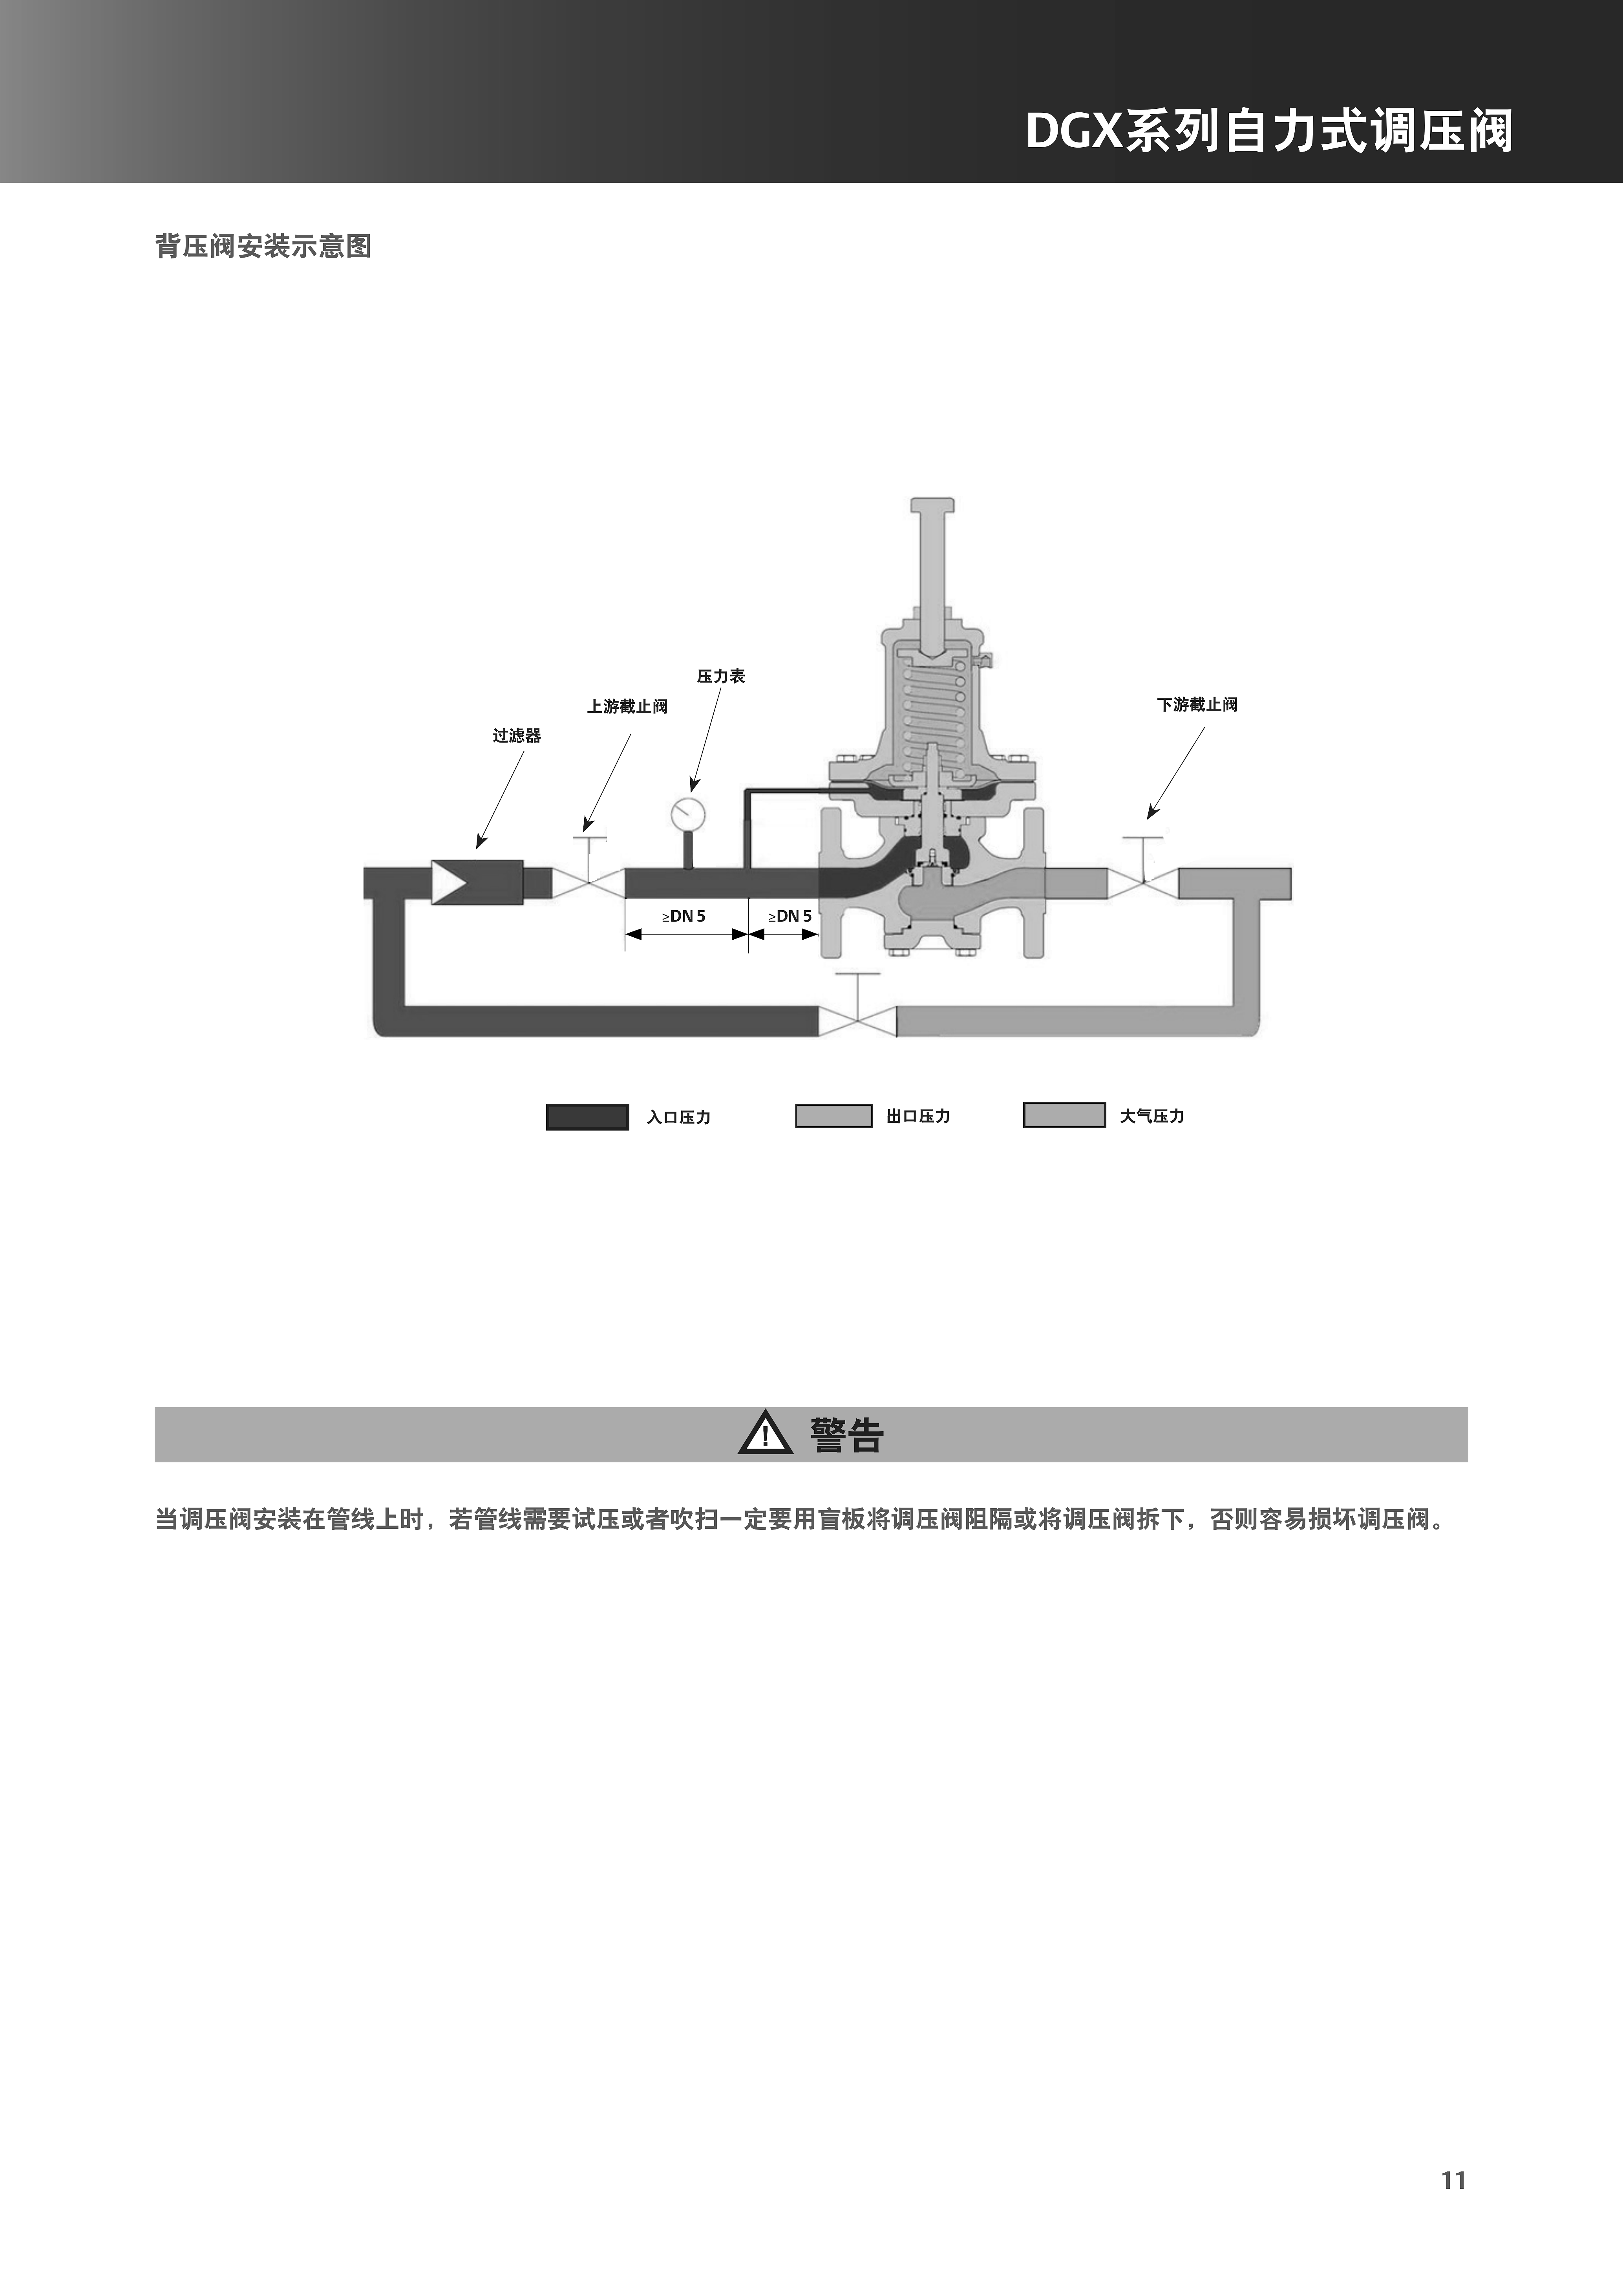 DGX系列自力式调压阀
背压阀安装示意图
压力表
上游截止阀
下游截止阀
过滤器
≥DN 5
≥DN 5
入口压力
出口压力
大气压力
警告
当调压阀安装在管线上时，若管线需要试压或者吹扫一定要用盲板将调压阀阻隔或将调压阀拆下，否则容易损坏调压阀。
11